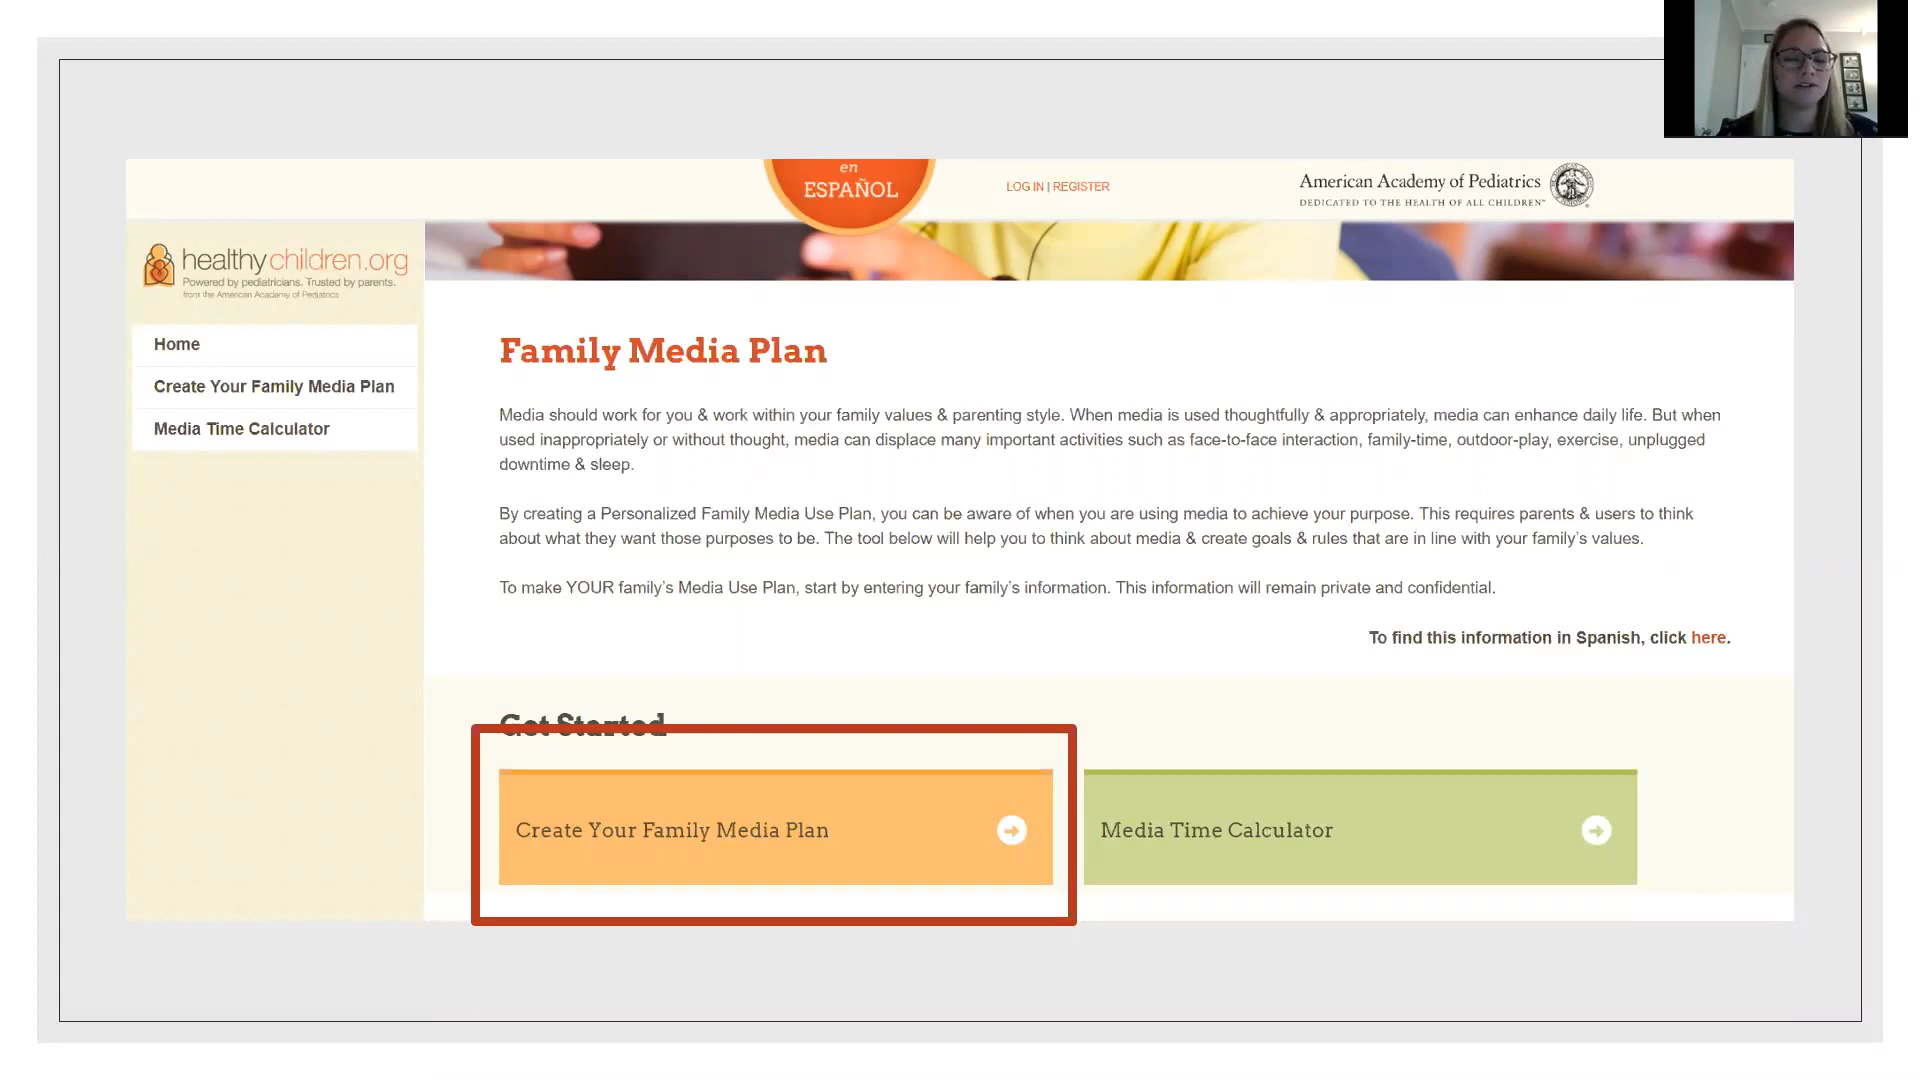 en
ESPAÑOL
LOG IN | REGISTER
American Academy of Pediatrics
DEDICATED TO THE HEALTH OF ALL CHILDREN™
healthychildren.org
Powered by pediatricians. Trusted by parents.
from the American Academy of Pediatrics
Home
Create Your Family Media Plan
Media Time Calculator
Family Media Plan
Media should work for you & work within your family values & parenting style. When media is used thoughtfully & appropriately, media can enhance daily life. But when
used inappropriately or without thought, media can displace many important activities such as face-to-face interaction, family-time, outdoor-play, exercise, unplugged
downtime & sleep.
By creating a Personalized Family Media Use Plan, you can be aware of when you are using media to achieve your purpose. This requires parents & users to think
about what they want those purposes to be. The tool below will help you to think about media & create goals & rules that are in line with your family’s values.
To make YOUR family’s Media Use Plan, start by entering your family’s information. This information will remain private and confidential.
To find this information in Spanish, click here.
Get Started
Create Your Family Media Plan
Media Time Calculator